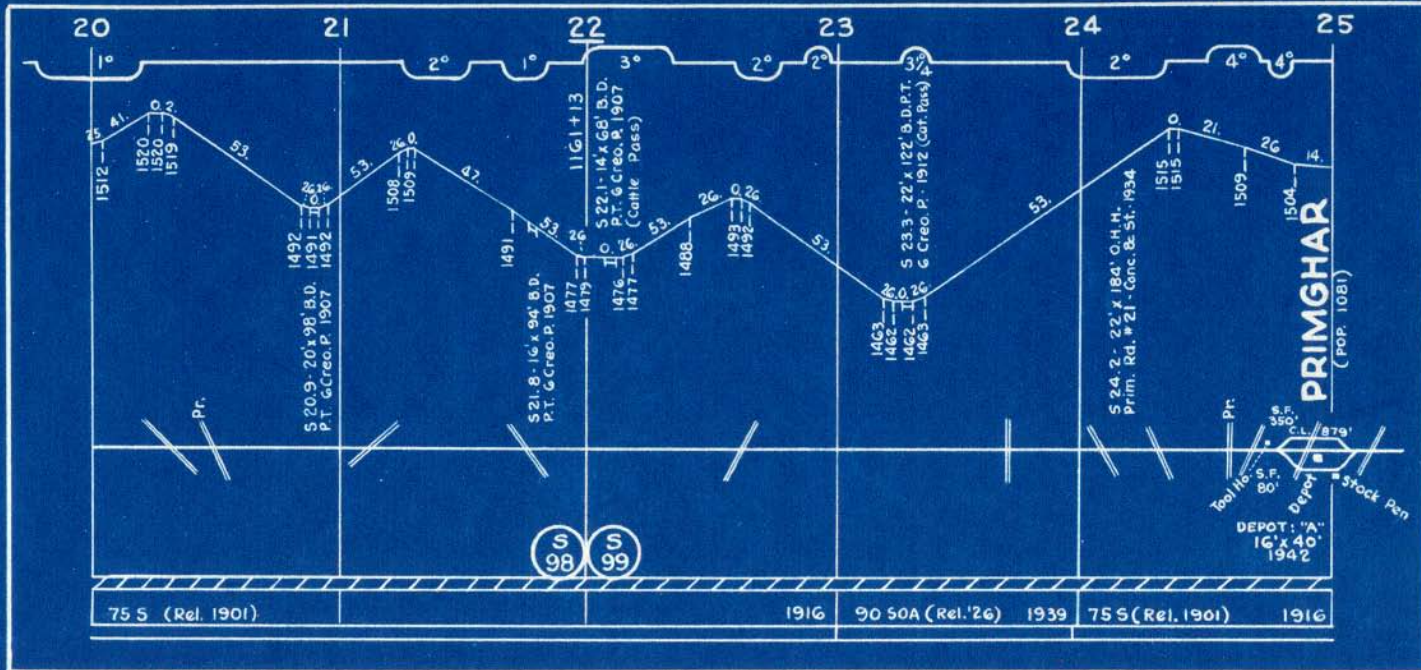 20 21 22 23 24 25
1° 2° 1° 3° 2° 2° 3¼° 2° 4° 4°
25 41. 0. 2. 53. 26 0. 26 53. 26 0. 47. 53 26 0. 26 53. 26 0. 26 53. 26 0. 26 53. 0. 21. 26 14.
1512
1520
1520
1519
1492
1491
1492
1508
1509
1491
1477
1479
1476
1477
1488
1493
1492
1463
1462
1462
1463
1515
1515
1509
1504
S 20.9 - 20' x 98' B.D.
P.T. 6 Creo. P. 1907
S 21.8 - 16' x 94' B.D.
P.T. 6 Creo. P. 1907
1161+13
S 22.1 - 14' x 68' B.D.
P.T. 6 Creo. P. 1907
(Cattle Pass)
S 23.3 - 22' x 122' B.D.P.T.
6 Creo. P. - 1912 (Cat. Pass)
S 24.2 - 22' x 184' O.H.H.
Prim. Rd. #21 - Conc. & St. 1934
PRIMGHAR
(POP. 1081)
Pr.
Pr.
S.F.
350'
C.L. 879'
Tool Ho.
S.F.
80'
Depot
Stock Pen
DEPOT: "A"
16' x 40'
1942
S
98
S
99
75 S (Rel. 1901) 1916 90 SOA (Rel. '26) 1939 75 S (Rel. 1901) 1916